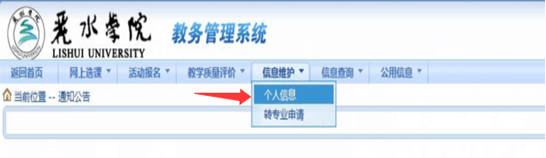 丽水学院 教务管理系统
LISHUI UNIVERSITY
返回首页 网上选课 活动报名 教学质量评价 信息维护 信息查询 公用信息
个人信息
当前位置 -- 通知公告
转专业申请